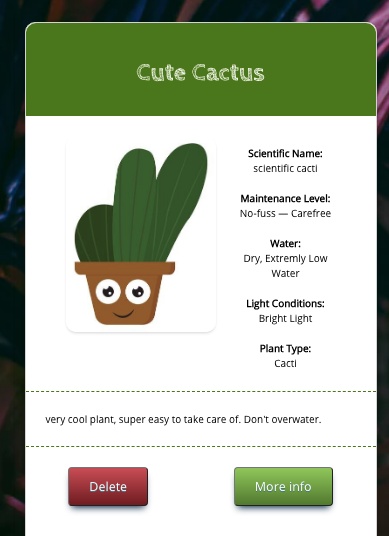 Cute Cactus
Scientific Name:
scientific cacti
Maintenance Level:
No-fuss — Carefree
Water:
Dry, Extremly Low
Water
Light Conditions:
Bright Light
Plant Type:
Cacti
very cool plant, super easy to take care of. Don't overwater.
Delete
More info